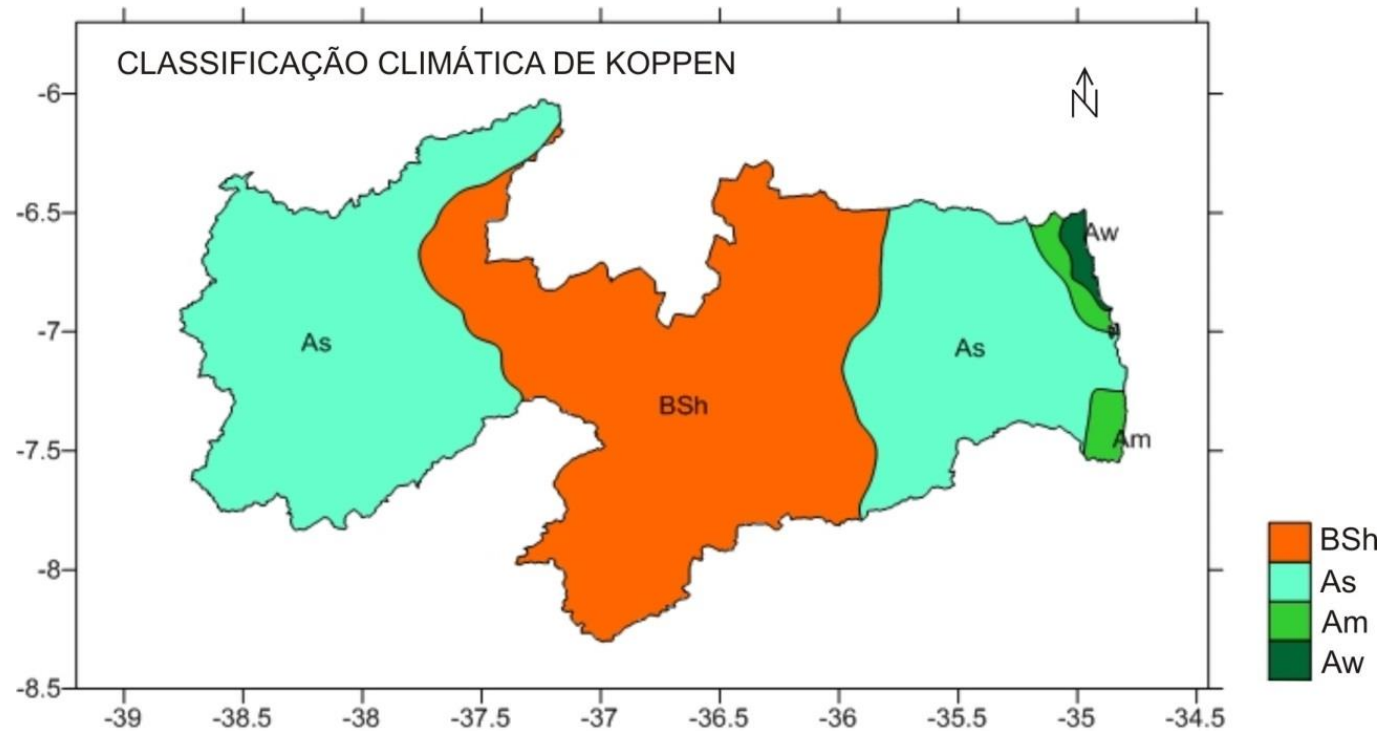 CLASSIFICAÇÃO CLIMÁTICA DE KOPPEN
N
-6
-6.5
-7
-7.5
-8
-8.5
Aw
As
As
BSh
Am
BSh
As
Am
Aw
-39
-38.5
-38
-37.5
-37
-36.5
-36
-35.5
-35
-34.5